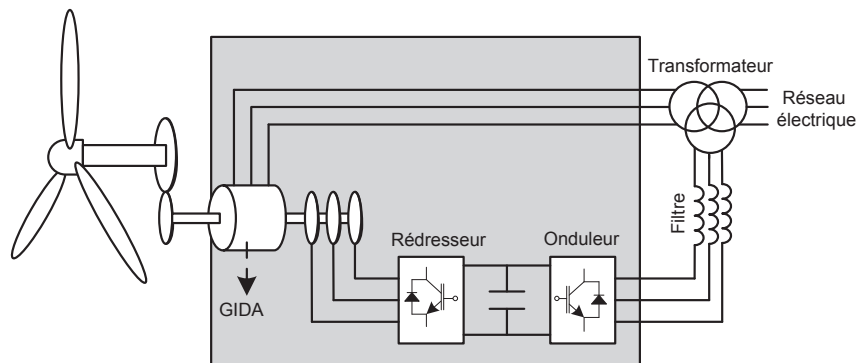 Transformateur
Réseau
électrique
Filtre
Rédresseur
Onduleur
GIDA